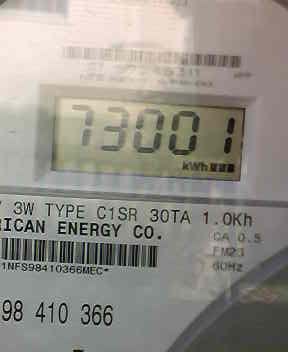 73001
kWh
3W TYPE C1SR 30TA 1.0Kh
RICAN ENERGY CO.
CA 0.5
FM2S
60Hz
1NFS98410366MEC*
98 410 366